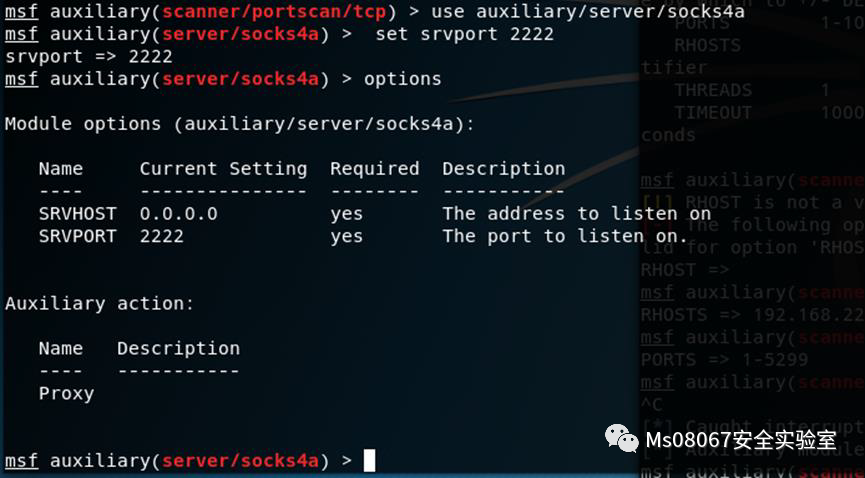 msf auxiliary(scanner/portscan/tcp) > use auxiliary/server/socks4a
msf auxiliary(server/socks4a) >  set srvport 2222
srvport => 2222
msf auxiliary(server/socks4a) > options
Module options (auxiliary/server/socks4a):
Name      Current Setting  Required  Description
----      ---------------  --------  -----------
SRVHOST   0.0.0.0          yes       The address to listen on
SRVPORT   2222             yes       The port to listen on.
Auxiliary action:
Name   Description
----   -----------
Proxy
msf auxiliary(server/socks4a) >
PORTS 1-10
RHOSTS
tifier
THREADS 1
TIMEOUT 1000
conds
msf auxiliary(scanne
[!] RHOST is not a v
The following op
lid for option 'RHOS
RHOST =>
msf auxiliary(scanne
RHOSTS => 192.168.22
msf auxiliary(scanne
PORTS => 1-5299
msf auxiliary(scanne
^C
Caught interrupt
Auxiliary module
msf auxiliary(scanne
Ms08067安全实验室